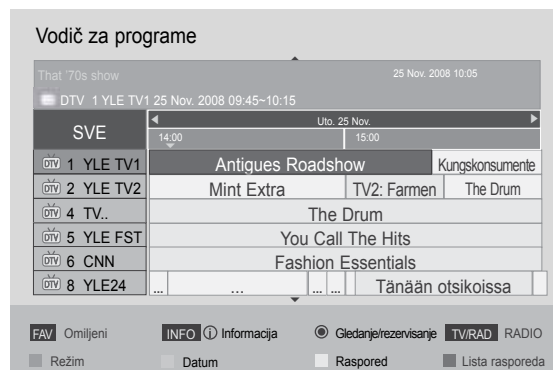 Vodič za programe
That '70s show 25 Nov. 2008 10:05
DTV 1 YLE TV1 25 Nov. 2008 09:45~10:15
SVE
Uto. 25 Nov.
14:00 15:00
DTV 1 YLE TV1 Antigues Roadshow Kungskonsumente
DTV 2 YLE TV2 Mint Extra TV2: Farmen The Drum
DTV 4 TV.. The Drum
DTV 5 YLE FST You Call The Hits
DTV 6 CNN Fashion Essentials
DTV 8 YLE24 ... ... ... ... Tänään otsikoissa
FAV Omiljeni INFO i Informacija Gledanje/rezervisanje TV/RAD RADIO
Režim Datum Raspored Lista rasporeda